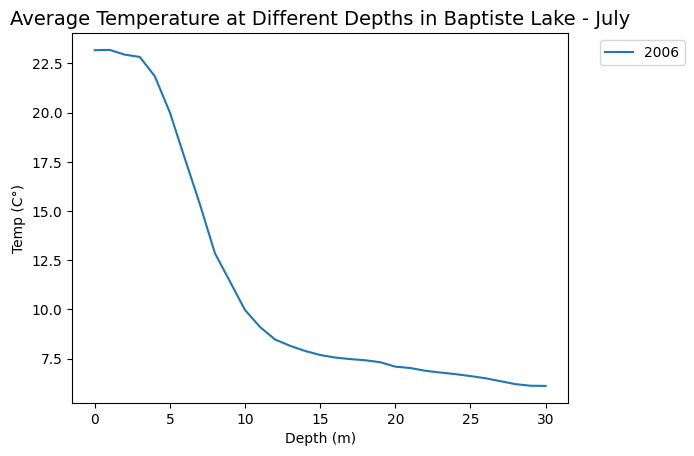 Average Temperature at Different Depths in Baptiste Lake - July
2006
22.5
20.0
17.5
15.0
12.5
10.0
7.5
Temp (C°)
0 5 10 15 20 25 30
Depth (m)